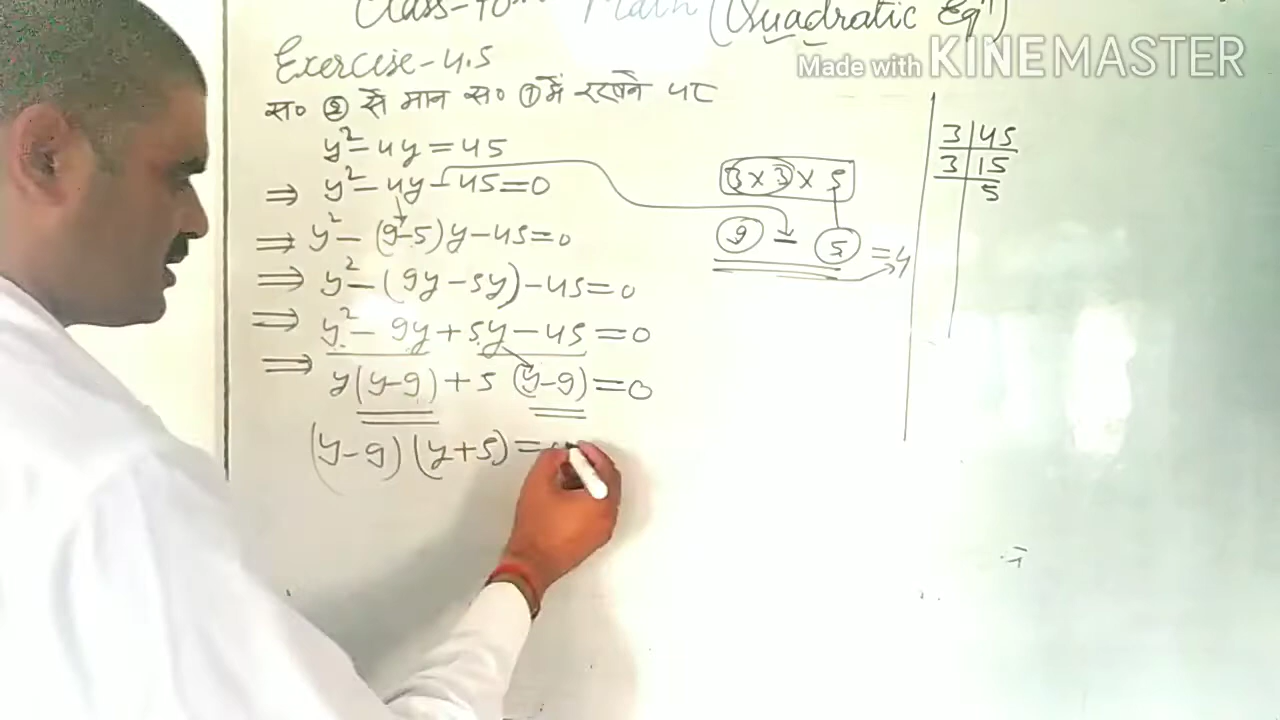 Class-10th Math (Quadratic Eqn)
Made with KINEMASTER
Exercise-4.5
स० ② से मान स० ① में रखने पर
y² - 4y = 45
⇒ y² - 4y - 45 = 0
⇒ y² - (9-5)y - 45 = 0
⇒ y² - (9y - 5y) - 45 = 0
⇒ y² - 9y + 5y - 45 = 0
⇒ y(y-9) + 5(y-9) = 0
(y-9)(y+5) =
3 × 3 × 5
9 - 5 = 4
3 | 45
3 | 15
5